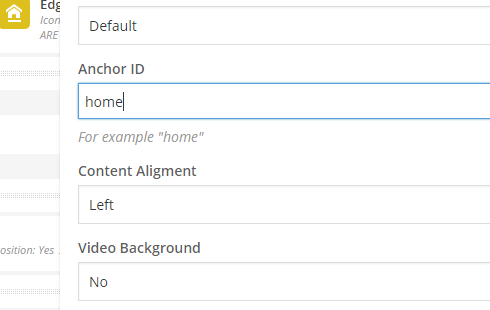 Edg
Icon
ARE
Default
Anchor ID
home
For example "home"
Content Aligment
Left
osition: Yes
Video Background
No